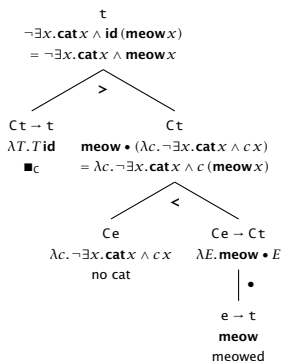 t
¬∃x.cat x ∧ id (meow x)
= ¬∃x.cat x ∧ meow x
>
Ct → t Ct
λT.T id meow • (λc.¬∃x.cat x ∧ c x)
■c = λc.¬∃x.cat x ∧ c (meow x)
<
Ce Ce → Ct
λc.¬∃x.cat x ∧ c x λE.meow • E
no cat
•
e → t
meow
meowed